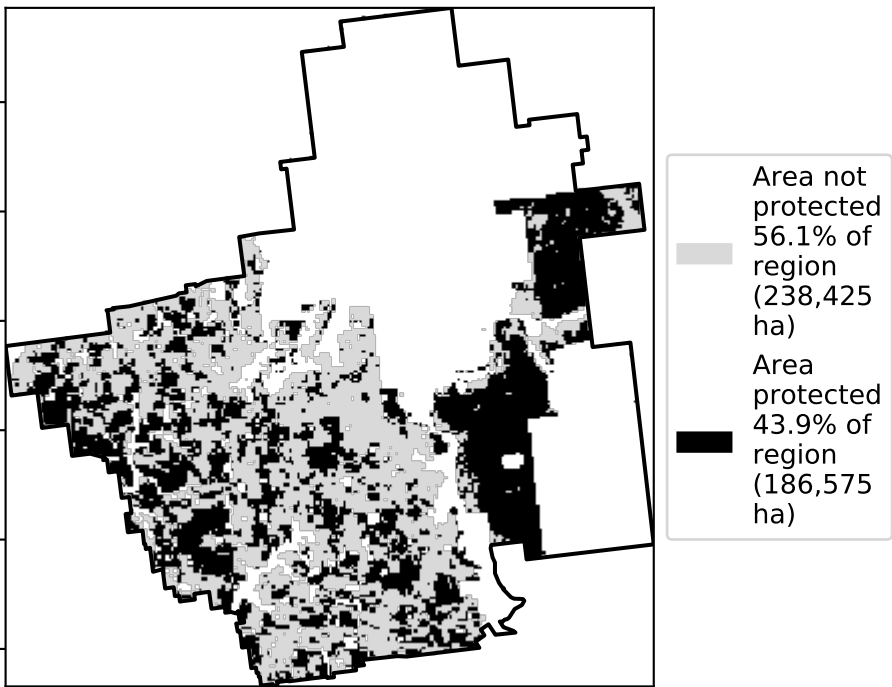 Area not
protected
56.1% of
region
(238,425
ha)
Area
protected
43.9% of
region
(186,575
ha)